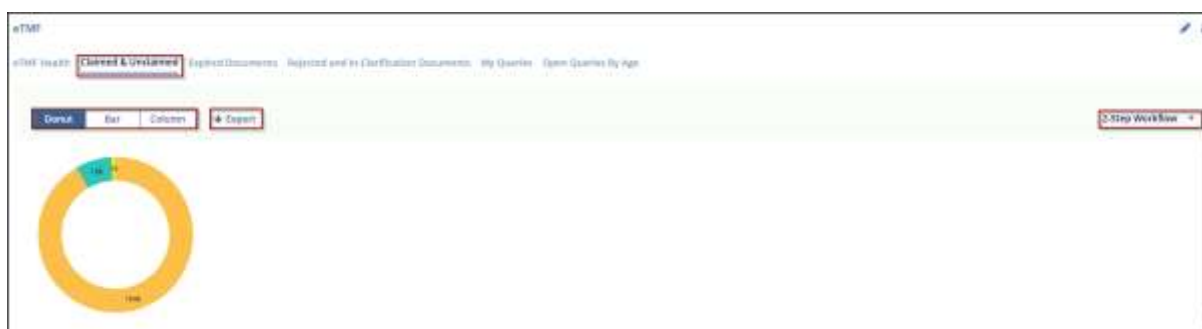 eTMF
eTMF Health Claimed & Unclaimed Expired Documents Rejected and In Clarification Documents My Queries Open Queries By Age
Donut Bar Column Export 2-Step Workflow